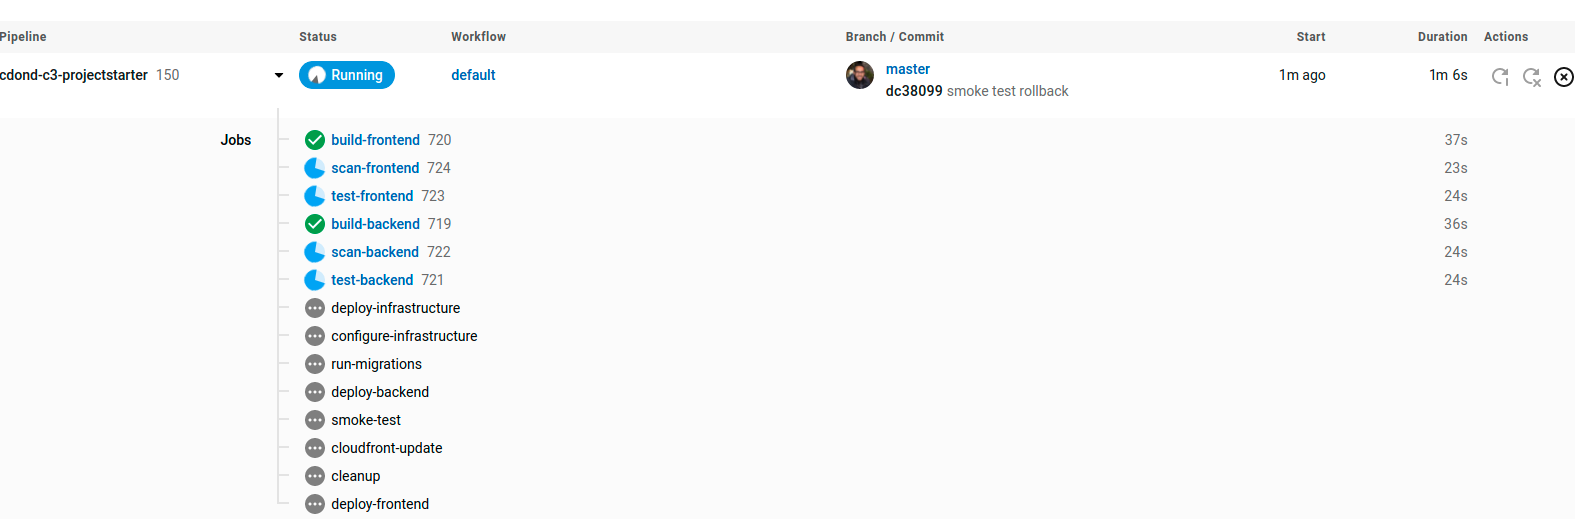 Pipeline Status Workflow Branch / Commit Start Duration Actions
cdond-c3-projectstarter 150 Running default master 1m ago 1m 6s
dc38099 smoke test rollback
Jobs build-frontend 720 37s
scan-frontend 724 23s
test-frontend 723 24s
build-backend 719 36s
scan-backend 722 24s
test-backend 721 24s
deploy-infrastructure
configure-infrastructure
run-migrations
deploy-backend
smoke-test
cloudfront-update
cleanup
deploy-frontend